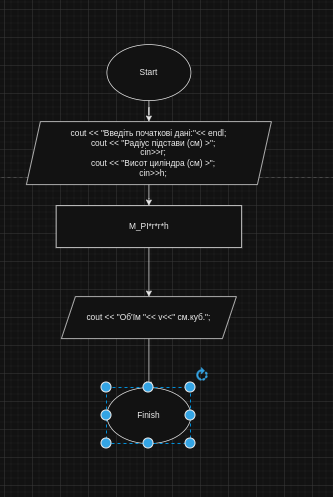 Start
cout << "Введіть початкові дані:"<< endl;
cout << "Радіус підстави (см) >";
cin>>r;
cout << "Висот циліндра (см) >";
cin>>h;
M_PI*r*r*h
cout << "Об'їм "<< v<<" см.куб.";
Finish